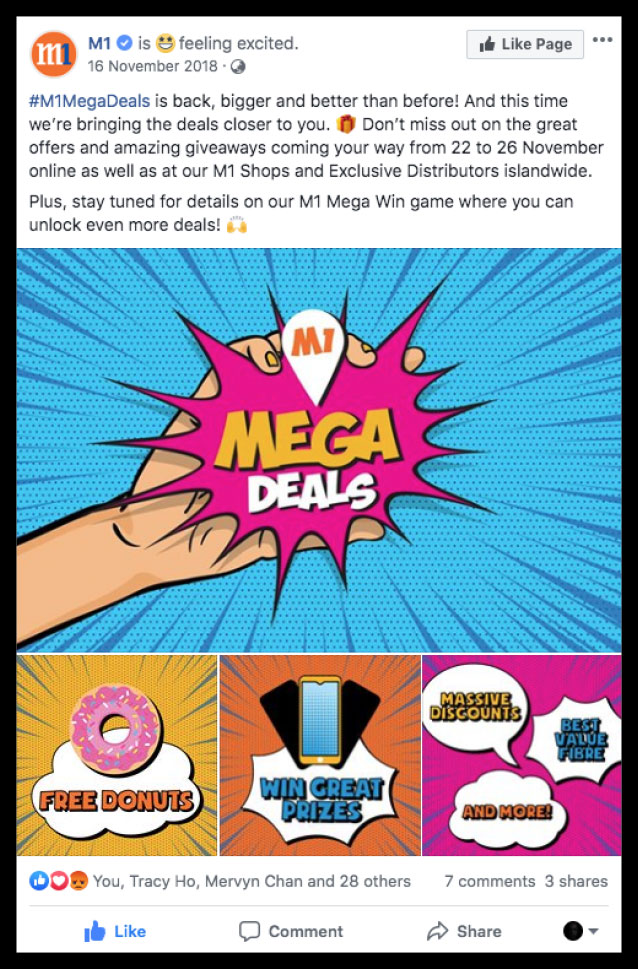 M1 is feeling excited.
16 November 2018 ·
Like Page
#M1MegaDeals is back, bigger and better than before! And this time
we’re bringing the deals closer to you. 🎁 Don’t miss out on the great
offers and amazing giveaways coming your way from 22 to 26 November
online as well as at our M1 Shops and Exclusive Distributors islandwide.
Plus, stay tuned for details on our M1 Mega Win game where you can
unlock even more deals! 🙌
M1
MEGA
DEALS
FREE DONUTS
WIN GREAT
PRIZES
MASSIVE
DISCOUNTS
BEST
VALUE
FIBRE
AND MORE!
You, Tracy Ho, Mervyn Chan and 28 others
7 comments 3 shares
Like
Comment
Share